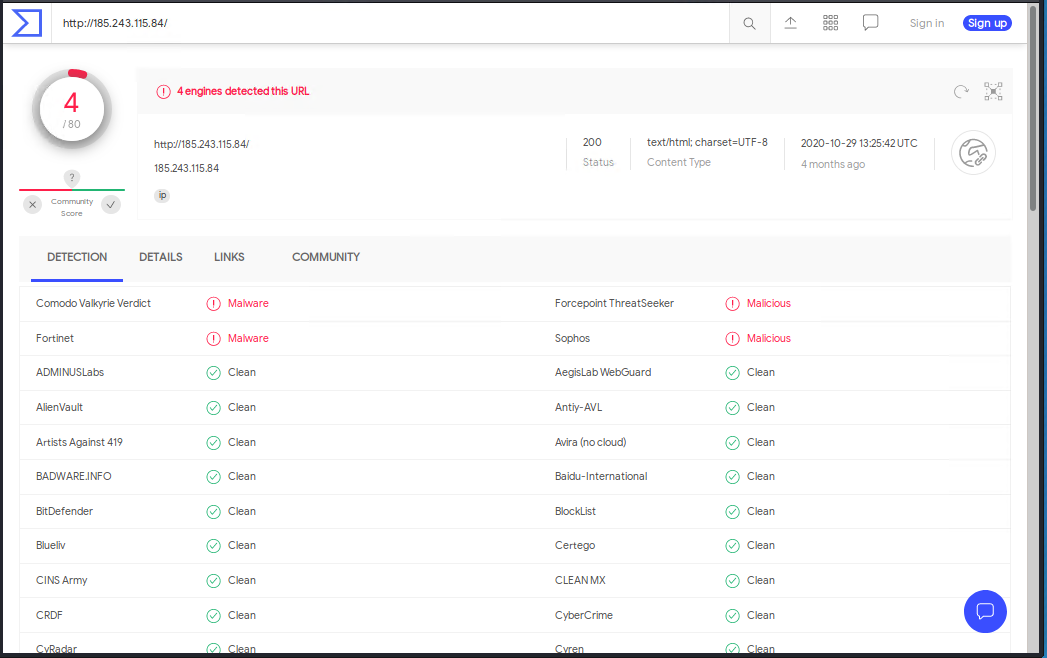 http://185.243.115.84/
Sign in
Sign up
4
/ 80
4 engines detected this URL
http://185.243.115.84/
185.243.115.84
ip
200
Status
text/html; charset=UTF-8
Content Type
2020-10-29 13:25:42 UTC
4 months ago
?
Community
Score
DETECTION DETAILS LINKS COMMUNITY
Comodo Valkyrie Verdict Malware Forcepoint ThreatSeeker Malicious
Fortinet Malware Sophos Malicious
ADMINUSLabs Clean AegisLab WebGuard Clean
AlienVault Clean Antiy-AVL Clean
Artists Against 419 Clean Avira (no cloud) Clean
BADWARE.INFO Clean Baidu-International Clean
BitDefender Clean BlockList Clean
Blueliv Clean Certego Clean
CINS Army Clean CLEAN MX Clean
CRDF Clean CyberCrime Clean
CyRadar Clean Cyren Clean